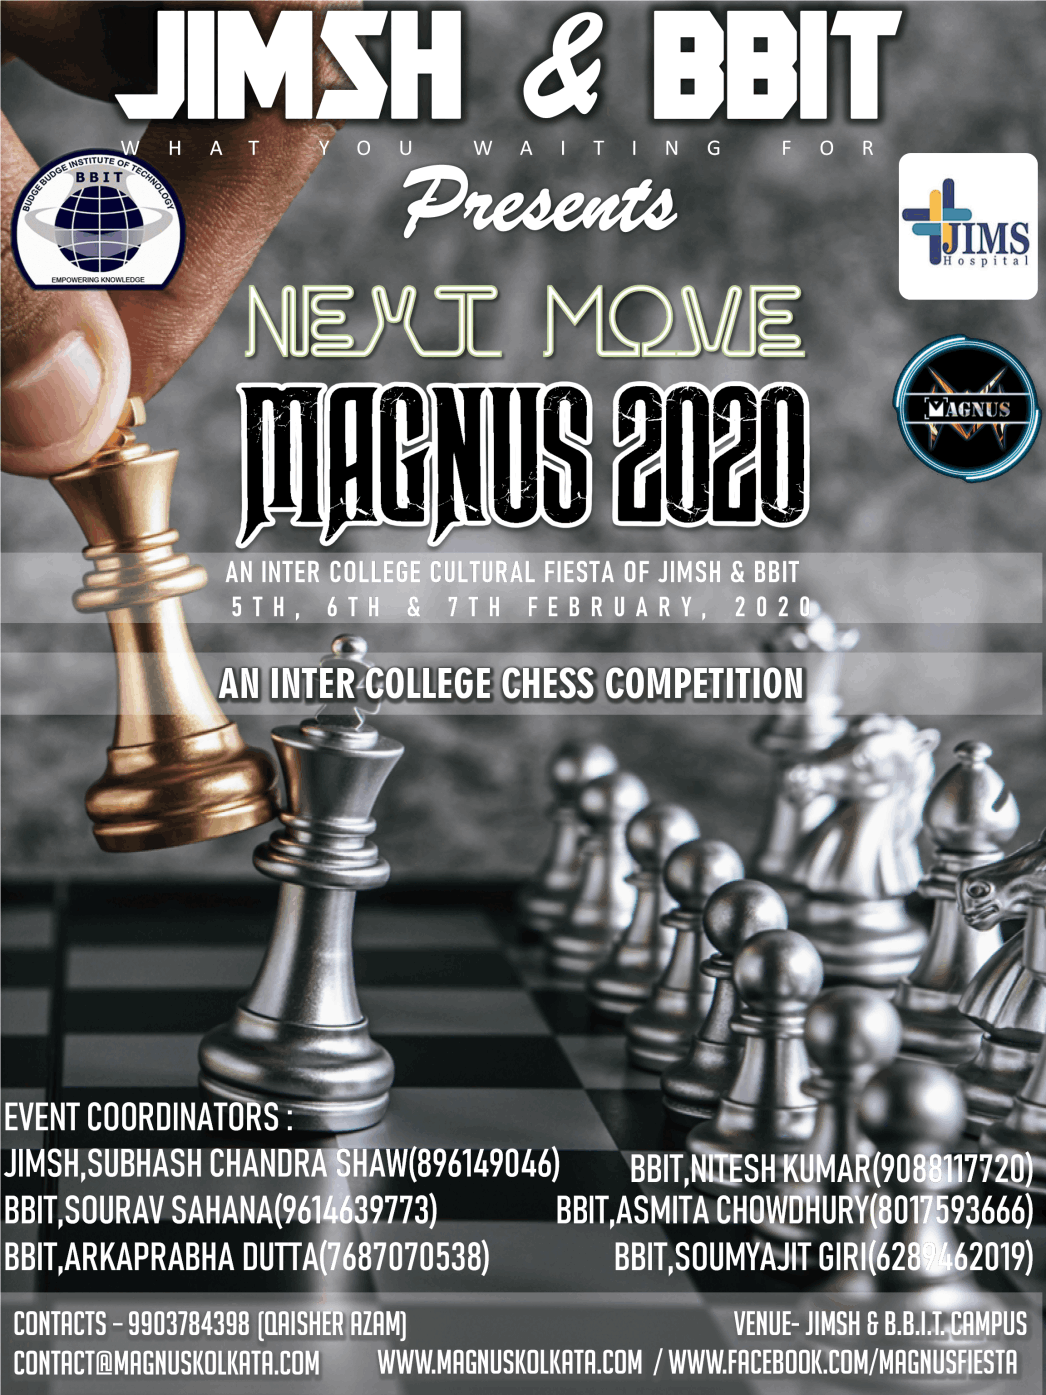 JIMSH & BBIT
WHAT YOU WAITING FOR
Presents
BUDGE BUDGE INSTITUTE OF TECHNOLOGY
BBIT
EMPOWERING KNOWLEDGE
JIMS
Hospital
NEXT MOVE
MAGNUS
MAGNUS 2020
AN INTER COLLEGE CULTURAL FIESTA OF JIMSH & BBIT
5TH, 6TH & 7TH FEBRUARY, 2020
AN INTER COLLEGE CHESS COMPETITION
EVENT COORDINATORS :
JIMSH,SUBHASH CHANDRA SHAW(896149046)
BBIT,NITESH KUMAR(9088117720)
BBIT,SOURAV SAHANA(9614639773)
BBIT,ASMITA CHOWDHURY(8017593666)
BBIT,ARKAPRABHA DUTTA(7687070538)
BBIT,SOUMYAJIT GIRI(6289462019)
CONTACTS - 9903784398 (QAISHER AZAM)
VENUE- JIMSH & B.B.I.T. CAMPUS
CONTACT@MAGNUSKOLKATA.COM
WWW.MAGNUSKOLKATA.COM / WWW.FACEBOOK.COM/MAGNUSFIESTA